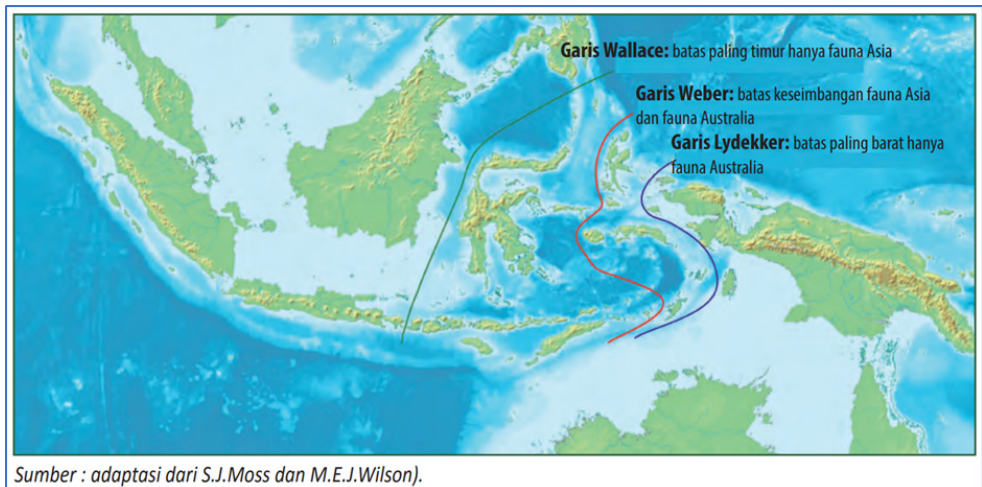 Garis Wallace: batas paling timur hanya fauna Asia
Garis Weber: batas keseimbangan fauna Asia
dan fauna Australia
Garis Lydekker: batas paling barat hanya
fauna Australia
Sumber : adaptasi dari S.J.Moss dan M.E.J.Wilson).